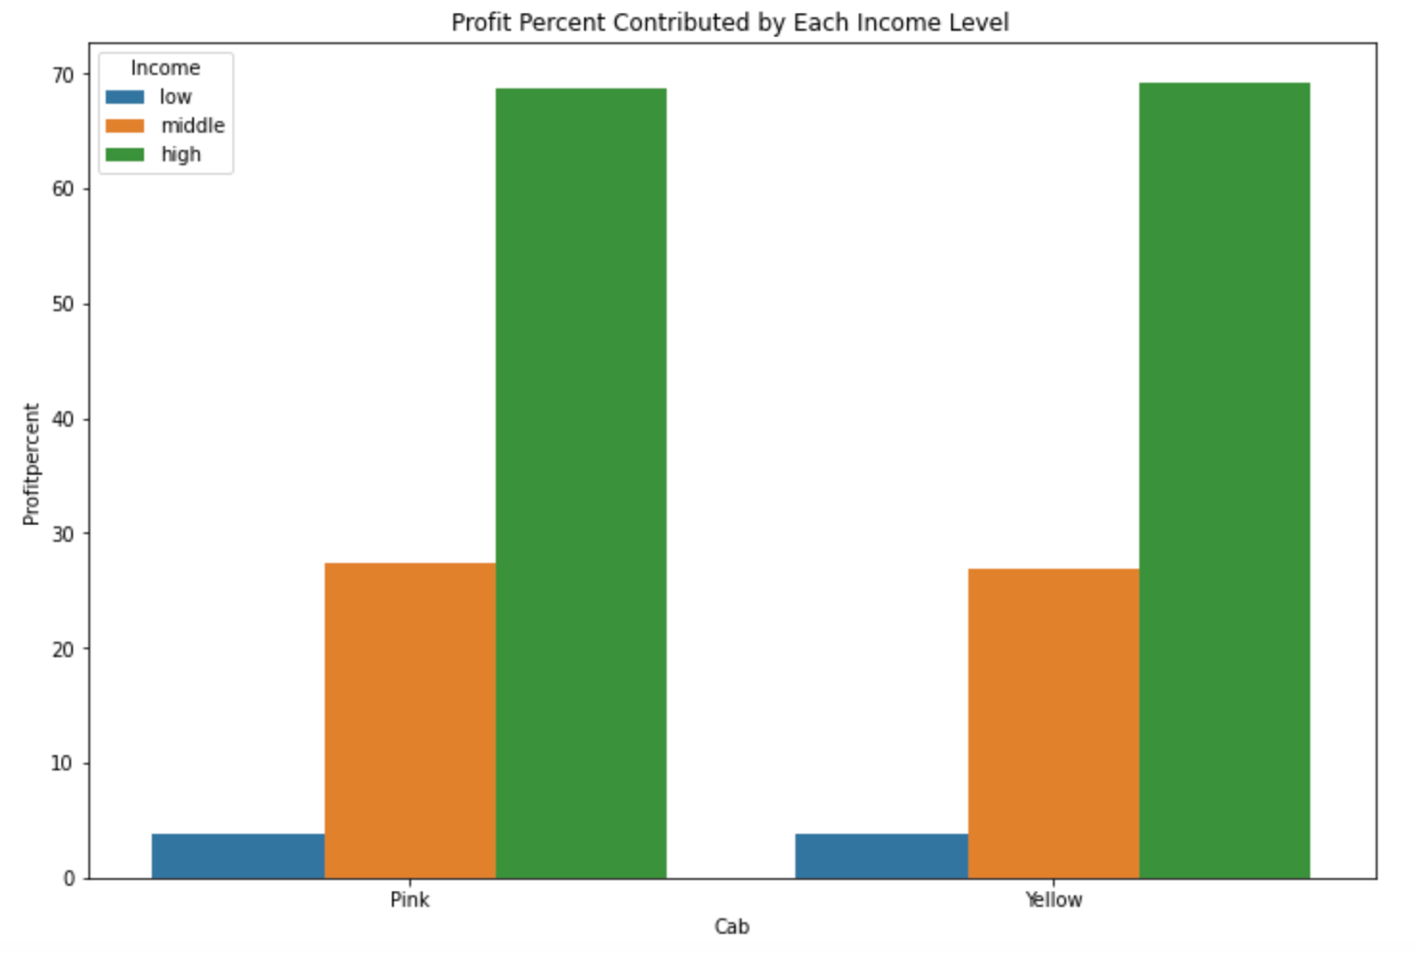 Profit Percent Contributed by Each Income Level
Income
low
middle
high
70
60
50
40
30
20
10
0
Profitpercent
Pink
Yellow
Cab